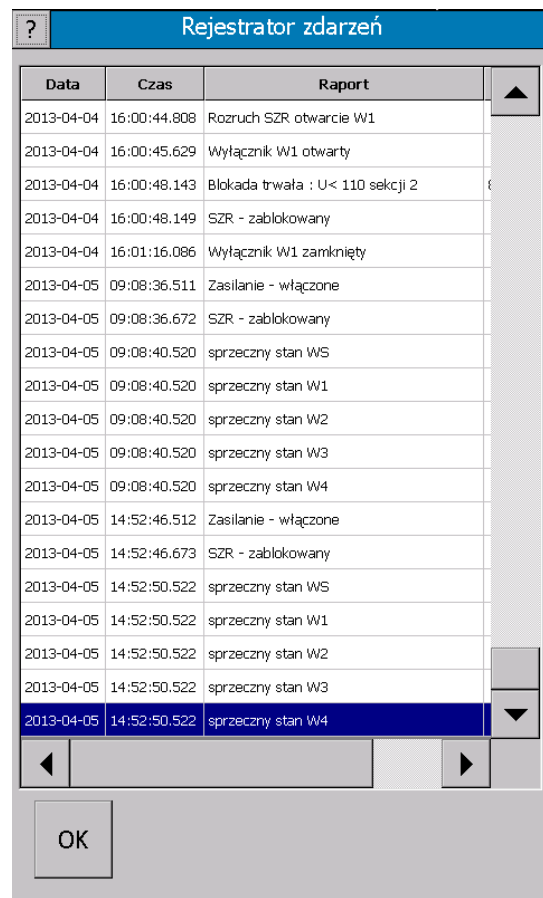 ? Rejestrator zdarzeń
Data Czas Raport
2013-04-04 16:00:44.808 Rozruch SZR otwarcie W1
2013-04-04 16:00:45.629 Wyłącznik W1 otwarty
2013-04-04 16:00:48.143 Blokada trwała : U< 110 sekcji 2
2013-04-04 16:00:48.149 SZR - zablokowany
2013-04-04 16:01:16.086 Wyłącznik W1 zamknięty
2013-04-05 09:08:36.511 Zasilanie - włączone
2013-04-05 09:08:36.672 SZR - zablokowany
2013-04-05 09:08:40.520 sprzeczny stan WS
2013-04-05 09:08:40.520 sprzeczny stan W1
2013-04-05 09:08:40.520 sprzeczny stan W2
2013-04-05 09:08:40.520 sprzeczny stan W3
2013-04-05 09:08:40.520 sprzeczny stan W4
2013-04-05 14:52:46.512 Zasilanie - włączone
2013-04-05 14:52:46.673 SZR - zablokowany
2013-04-05 14:52:50.522 sprzeczny stan WS
2013-04-05 14:52:50.522 sprzeczny stan W1
2013-04-05 14:52:50.522 sprzeczny stan W2
2013-04-05 14:52:50.522 sprzeczny stan W3
2013-04-05 14:52:50.522 sprzeczny stan W4
OK